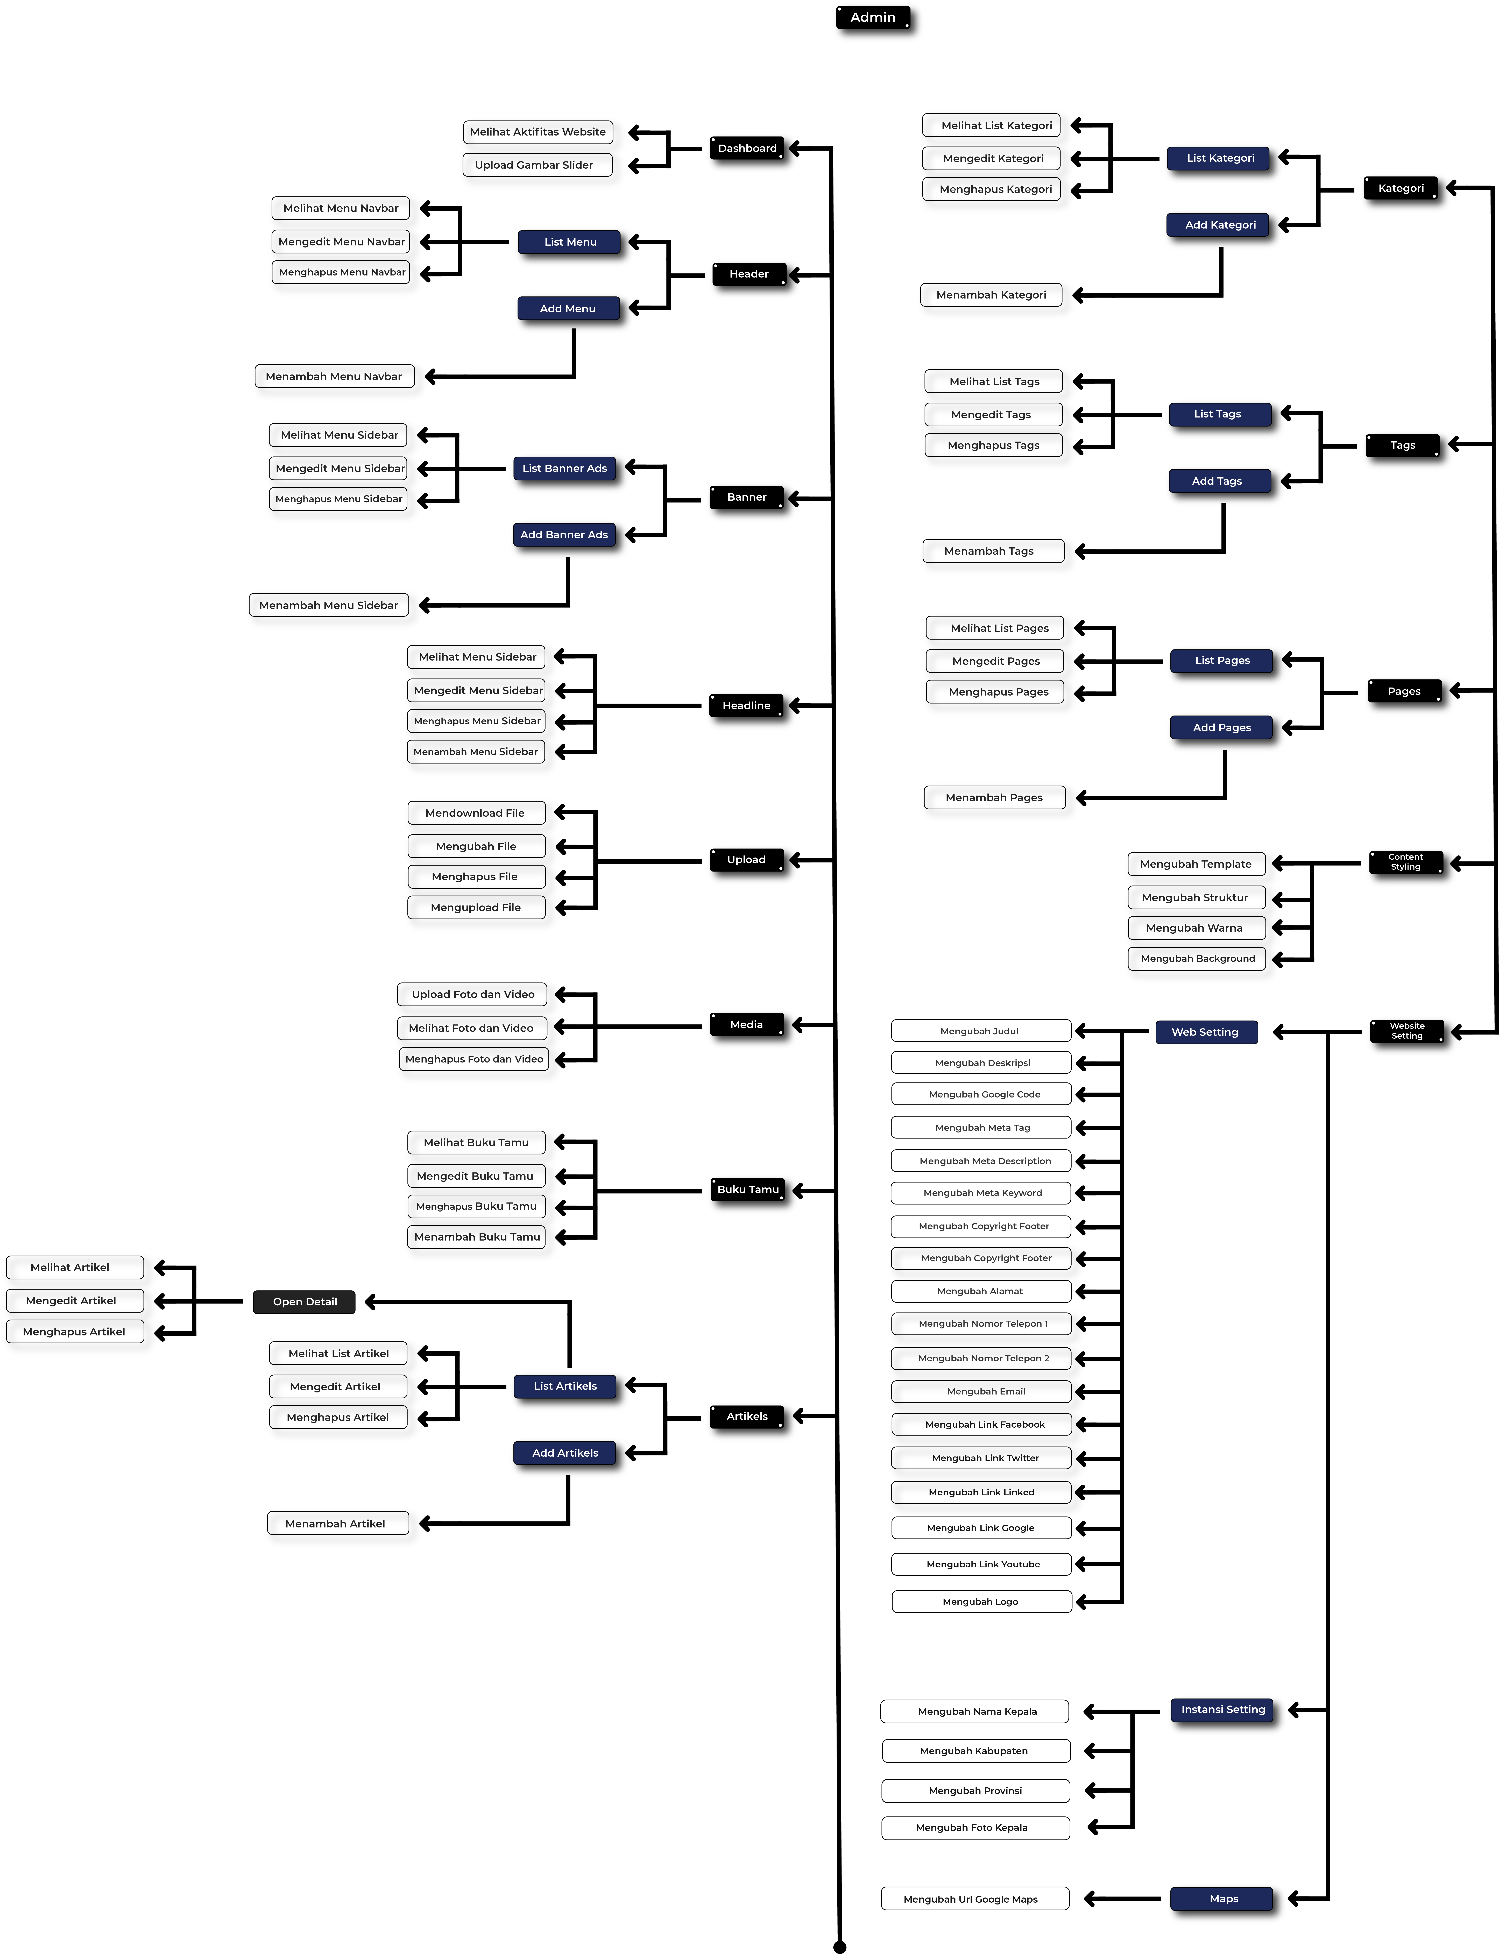 Admin
Melihat Aktifitas Website
Upload Gambar Slider
Dashboard
Melihat Menu Navbar
Mengedit Menu Navbar
Menghapus Menu Navbar
List Menu
Add Menu
Header
Menambah Menu Navbar
Melihat Menu Sidebar
Mengedit Menu Sidebar
Menghapus Menu Sidebar
List Banner Ads
Add Banner Ads
Banner
Menambah Menu Sidebar
Melihat Menu Sidebar
Mengedit Menu Sidebar
Menghapus Menu Sidebar
Menambah Menu Sidebar
Headline
Mendownload File
Mengubah File
Menghapus File
Mengupload File
Upload
Upload Foto dan Video
Melihat Foto dan Video
Menghapus Foto dan Video
Media
Melihat Buku Tamu
Mengedit Buku Tamu
Menghapus Buku Tamu
Menambah Buku Tamu
Buku Tamu
Melihat Artikel
Mengedit Artikel
Menghapus Artikel
Open Detail
Melihat List Artikel
Mengedit Artikel
Menghapus Artikel
List Artikels
Add Artikels
Artikels
Menambah Artikel
Melihat List Kategori
Mengedit Kategori
Menghapus Kategori
List Kategori
Add Kategori
Kategori
Menambah Kategori
Melihat List Tags
Mengedit Tags
Menghapus Tags
List Tags
Add Tags
Tags
Menambah Tags
Melihat List Pages
Mengedit Pages
Menghapus Pages
List Pages
Add Pages
Pages
Menambah Pages
Mengubah Template
Mengubah Struktur
Mengubah Warna
Mengubah Background
Content
Styling
Website
Setting
Web Setting
Mengubah Judul
Mengubah Deskripsi
Mengubah Google Code
Mengubah Meta Tag
Mengubah Meta Description
Mengubah Meta Keyword
Mengubah Copyright Footer
Mengubah Copyright Footer
Mengubah Alamat
Mengubah Nomor Telepon 1
Mengubah Nomor Telepon 2
Mengubah Email
Mengubah Link Facebook
Mengubah Link Twitter
Mengubah Link Linked
Mengubah Link Google
Mengubah Link Youtube
Mengubah Logo
Instansi Setting
Mengubah Nama Kepala
Mengubah Kabupaten
Mengubah Provinsi
Mengubah Foto Kepala
Maps
Mengubah Url Google Maps